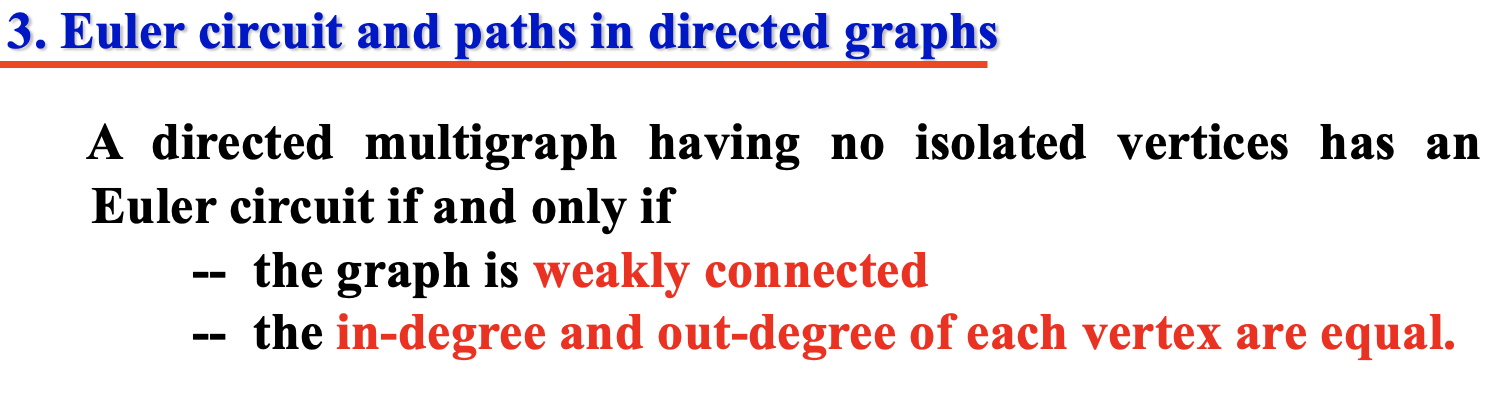 3. Euler circuit and paths in directed graphs
A directed multigraph having no isolated vertices has an
Euler circuit if and only if
-- the graph is weakly connected
-- the in-degree and out-degree of each vertex are equal.